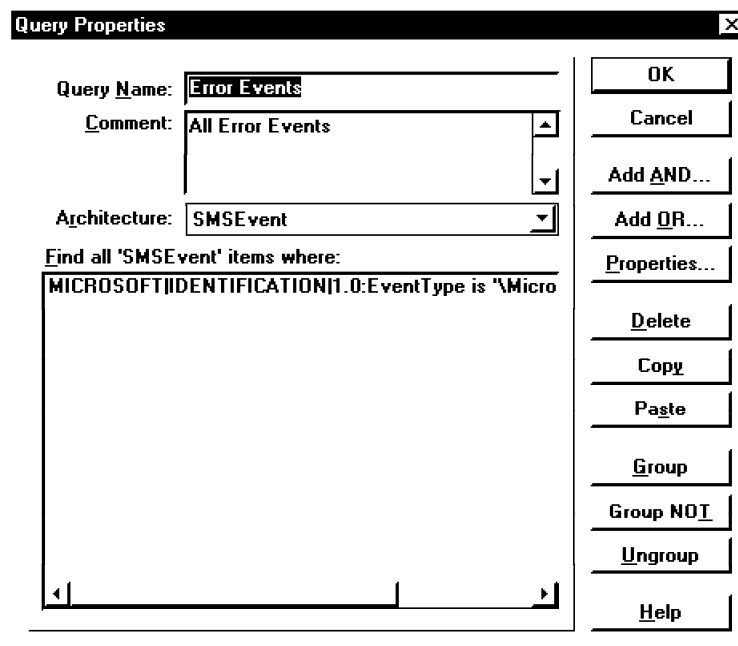 Query Properties
Query Name: Error Events
Comment: All Error Events
Architecture: SMSEvent
Find all 'SMSEvent' items where:
MICROSOFT|IDENTIFICATION|1.0:EventType is "\Micro
OK
Cancel
Add AND...
Add OR...
Properties...
Delete
Copy
Paste
Group
Group NOT
Ungroup
Help